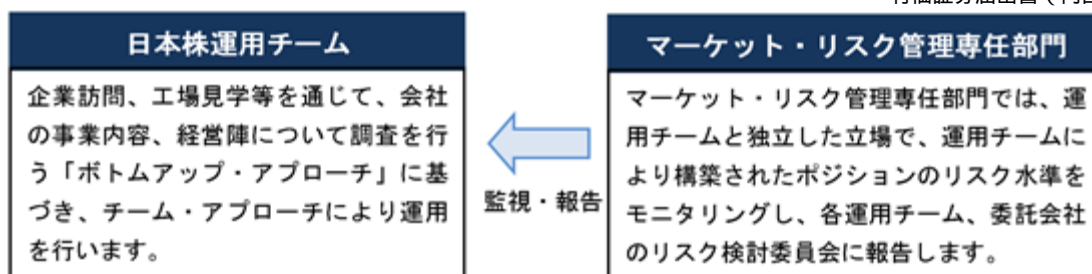 日本株運用チーム
企業訪問、工場見学等を通じて、会社
の事業内容、経営陣について調査を行
う「ボトムアップ・アプローチ」に基
づき、チーム・アプローチにより運用
を行います。
監視・報告
マーケット・リスク管理専任部門
マーケット・リスク管理専任部門では、運
用チームと独立した立場で、運用チームに
より構築されたポジションのリスク水準を
モニタリングし、各運用チーム、委託会社
のリスク検討委員会に報告します。